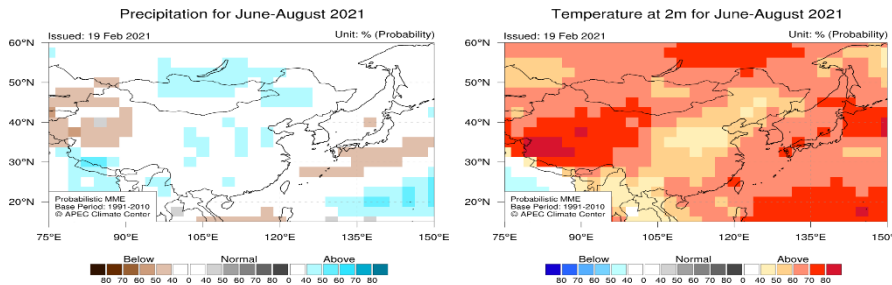 Precipitation for June-August 2021
Issued: 19 Feb 2021 Unit: % (Probability)
60°N
50°N
40°N
30°N
20°N
Probabilistic MME
Base Period: 1991-2010
© APEC Climate Center
75°E 90°E 105°E 120°E 135°E 150°E
Below Normal Above
80 70 60 50 40 0 40 50 60 70 80 0 40 50 60 70 80
Temperature at 2m for June-August 2021
Issued: 19 Feb 2021 Unit: % (Probability)
60°N
50°N
40°N
30°N
20°N
Probabilistic MME
Base Period: 1991-2010
© APEC Climate Center
75°E 90°E 105°E 120°E 135°E 150°E
Below Normal Above
80 70 60 50 40 0 40 50 60 70 80 0 40 50 60 70 80